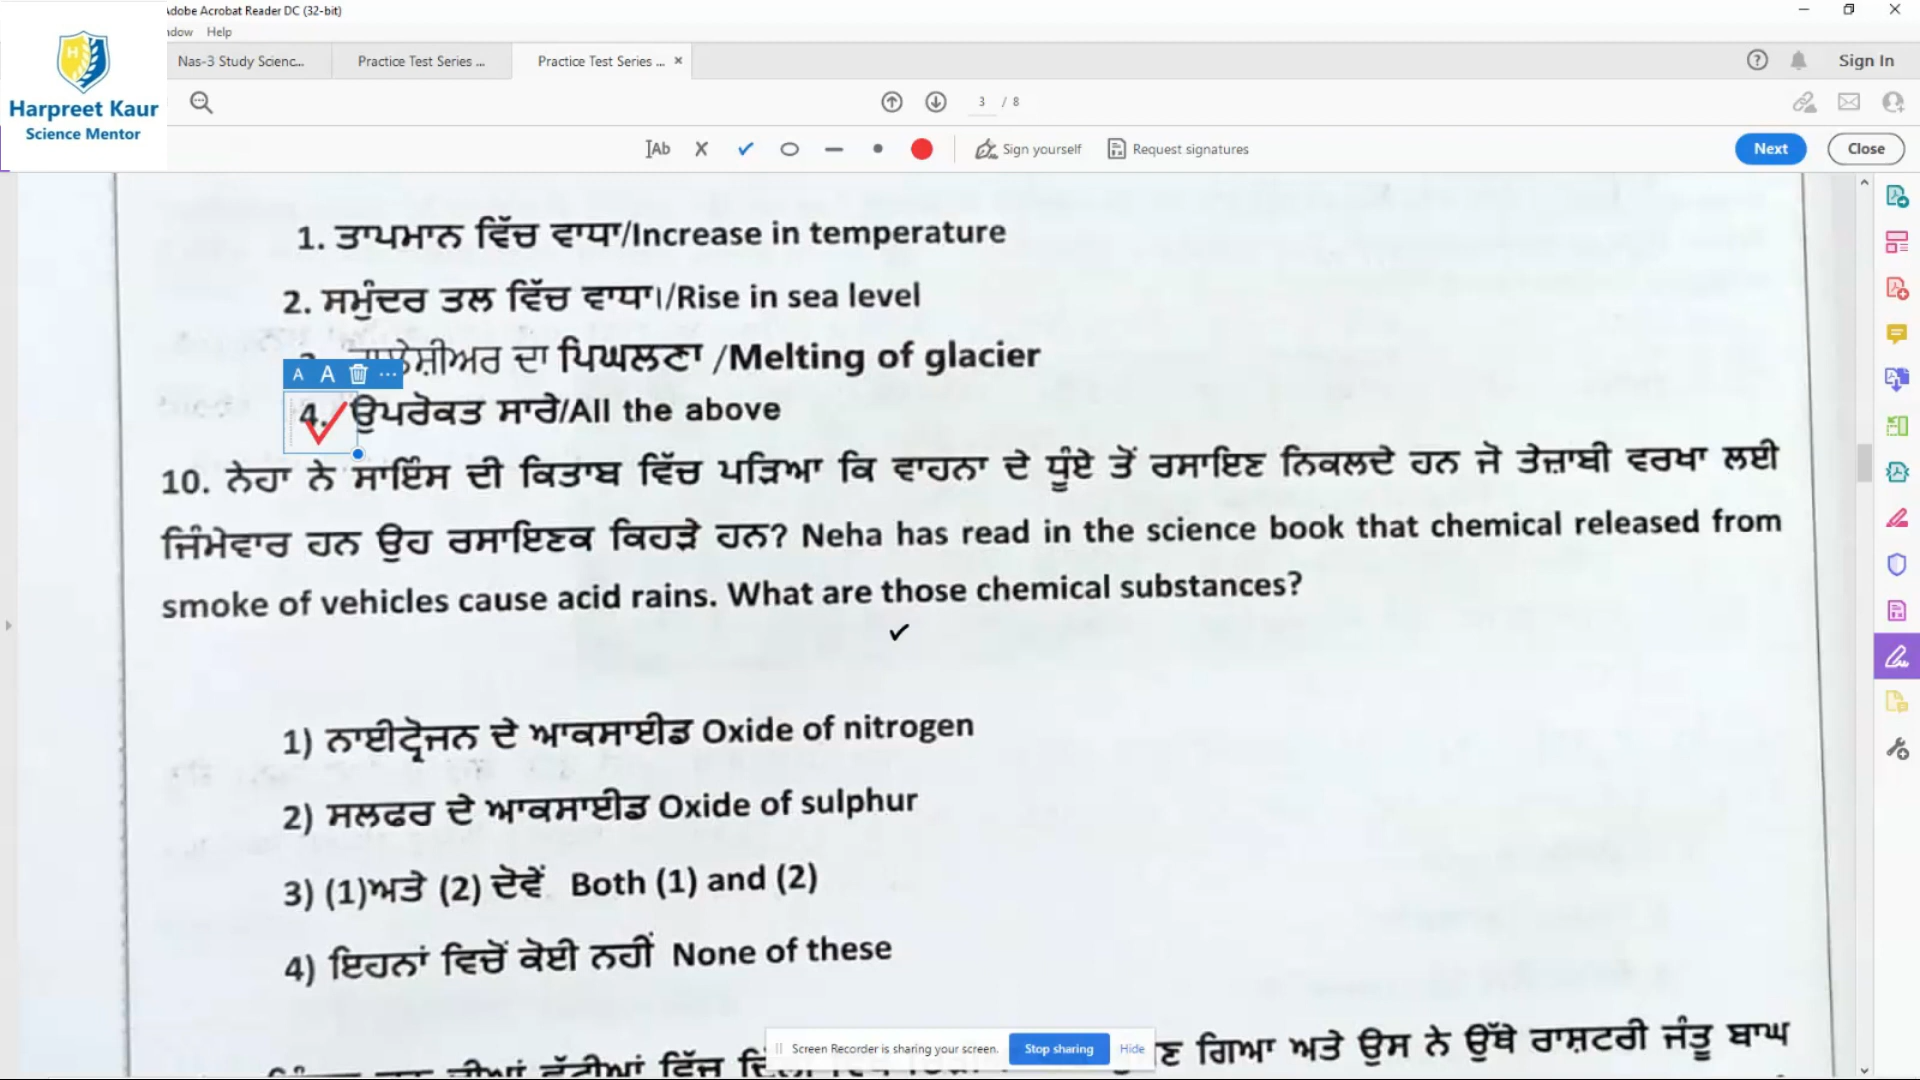 Adobe Acrobat Reader DC (32-bit)
Help
Nas-3 Study Scienc...
Practice Test Series ...
Practice Test Series ...
Sign In
Harpreet Kaur
Science Mentor
3 / 8
Sign yourself
Request signatures
Next
Close
1. ਤਾਪਮਾਨ ਵਿੱਚ ਵਾਧਾ/Increase in temperature
2. ਸਮੁੰਦਰ ਤਲ ਵਿੱਚ ਵਾਧਾ।/Rise in sea level
ਦਾ ਪਿਘਲਣਾ /Melting of glacier
4. ਉਪਰੋਕਤ ਸਾਰੇ/All the above
10. ਨੇਹਾ ਨੇ ਸਾਇੰਸ ਦੀ ਕਿਤਾਬ ਵਿੱਚ ਪੜਿਆ ਕਿ ਵਾਹਨਾ ਦੇ ਧੂੰਏ ਤੋਂ ਰਸਾਇਣ ਨਿਕਲਦੇ ਹਨ ਜੋ ਤੇਜ਼ਾਬੀ ਵਰਖਾ ਲਈ
ਜਿੰਮੇਵਾਰ ਹਨ ਉਹ ਰਸਾਇਣਕ ਕਿਹੜੇ ਹਨ? Neha has read in the science book that chemical released from
smoke of vehicles cause acid rains. What are those chemical substances?
1) ਨਾਈਟ੍ਰੋਜਨ ਦੇ ਆਕਸਾਈਡ Oxide of nitrogen
2) ਸਲਫਰ ਦੇ ਆਕਸਾਈਡ Oxide of sulphur
3) (1)ਅਤੇ (2) ਦੋਵੇਂ Both (1) and (2)
4) ਇਹਨਾਂ ਵਿਚੋਂ ਕੋਈ ਨਹੀਂ None of these
ਗਿਆ ਅਤੇ ਉਸ ਨੇ ਉੱਥੇ ਰਾਸ਼ਟਰੀ ਜੰਤੂ ਬਾਘ
Screen Recorder is sharing your screen.
Stop sharing
Hide